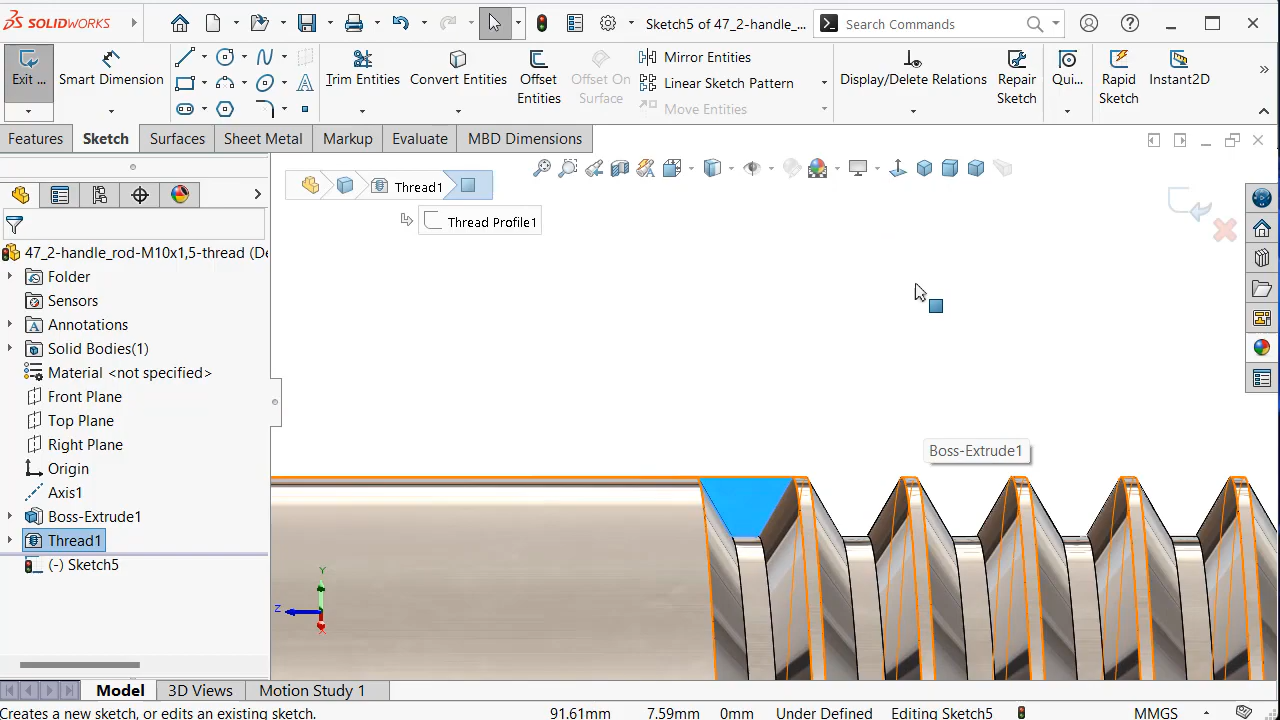 SOLIDWORKS
Sketch5 of 47_2-handle_...
Search Commands
Exit ...
Smart Dimension
Trim Entities
Convert Entities
Offset Entities
Offset On Surface
Mirror Entities
Linear Sketch Pattern
Move Entities
Display/Delete Relations
Repair Sketch
Qui...
Rapid Sketch
Instant2D
Features
Sketch
Surfaces
Sheet Metal
Markup
Evaluate
MBD Dimensions
Thread1
Thread Profile1
47_2-handle_rod-M10x1,5-thread (De
Folder
Sensors
Annotations
Solid Bodies(1)
Material <not specified>
Front Plane
Top Plane
Right Plane
Origin
Axis1
Boss-Extrude1
Thread1
(-) Sketch5
Boss-Extrude1
Y
Z
X
Model
3D Views
Motion Study 1
Creates a new sketch, or edits an existing sketch.
91.61mm
7.59mm
0mm
Under Defined
Editing Sketch5
MMGS